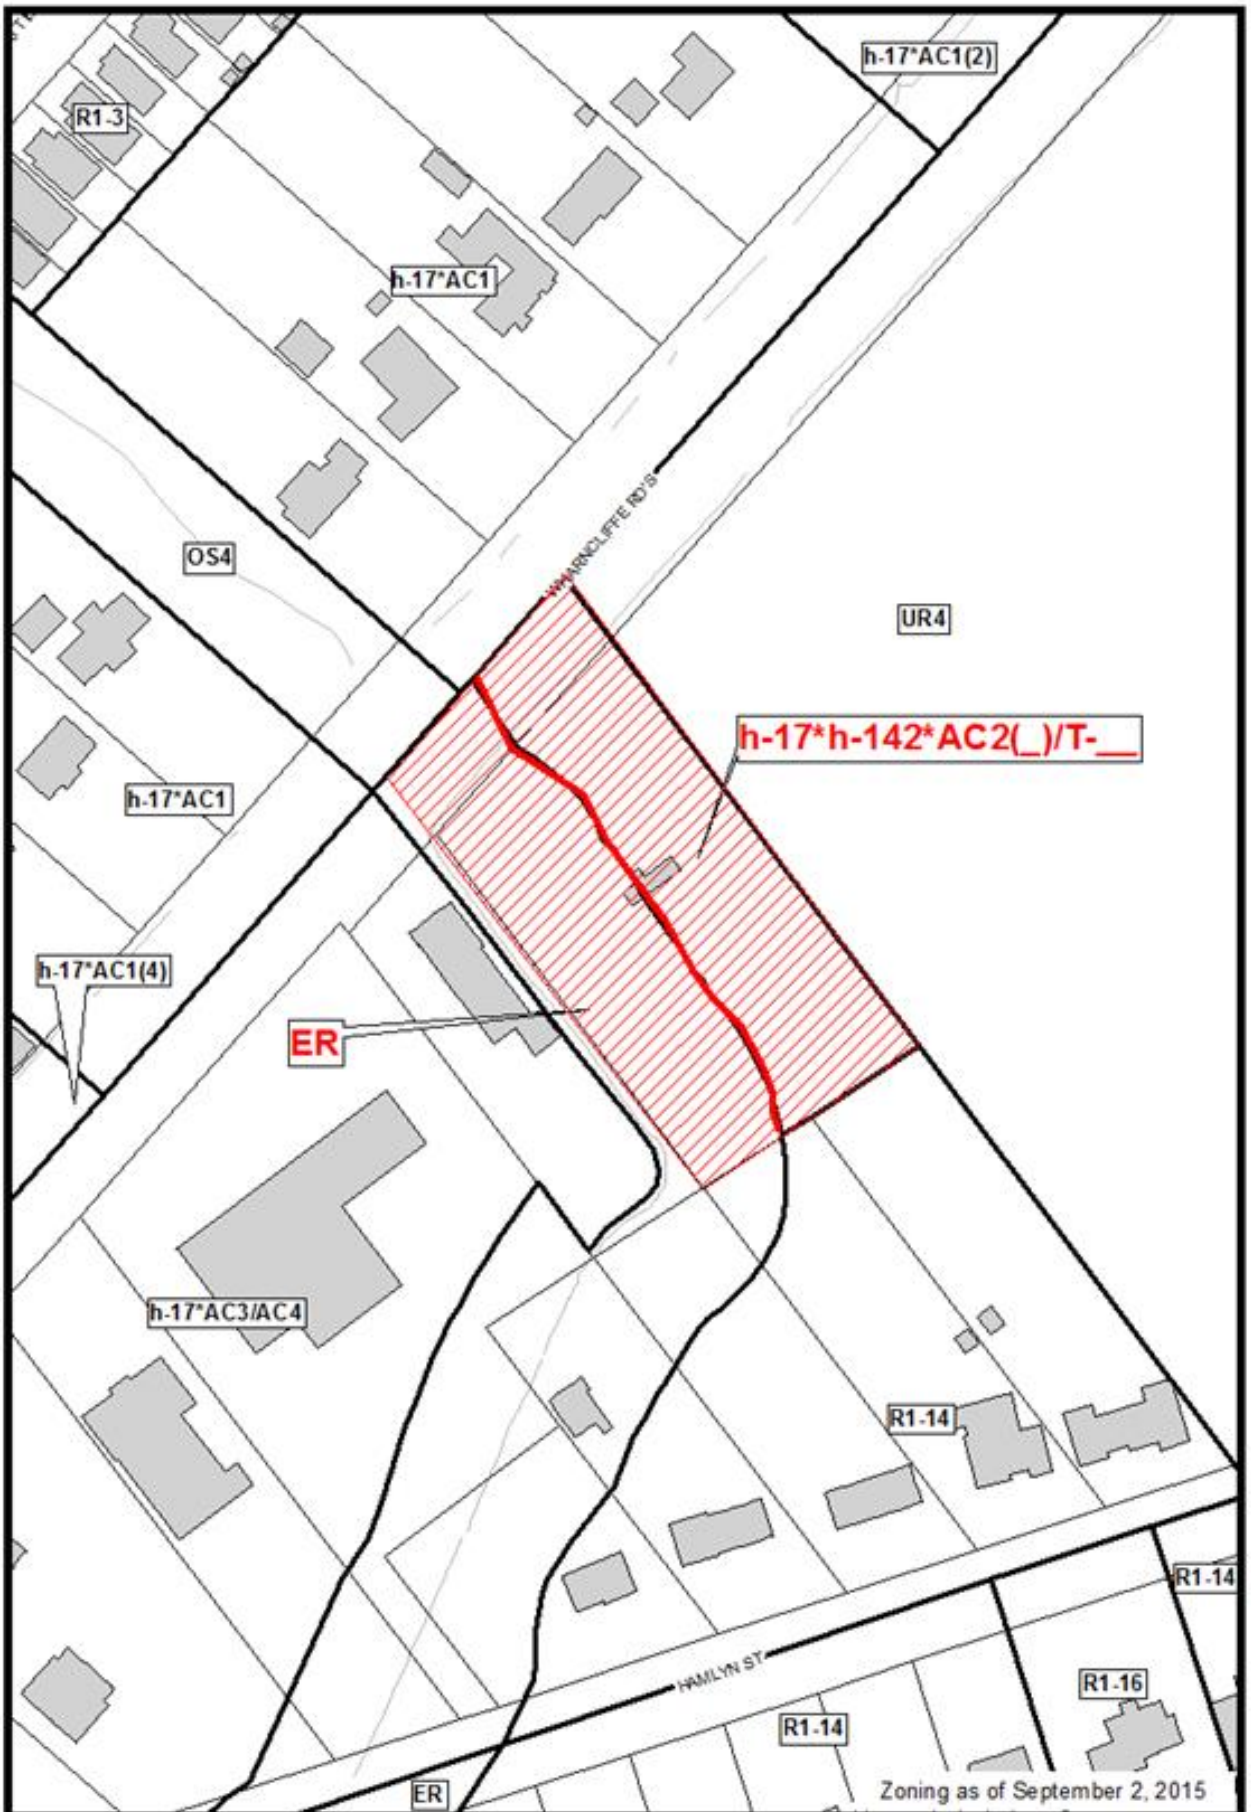 h-17*AC1(2)
R1-3
h-17*AC1
WHARNCLIFFE RD S
OS4
UR4
h-17*h-142*AC2(_)/T-__
h-17*AC1
h-17*AC1(4)
ER
h-17*AC3/AC4
R1-14
R1-14
HAMLYN ST
R1-16
R1-14
ER
Zoning as of September 2, 2015